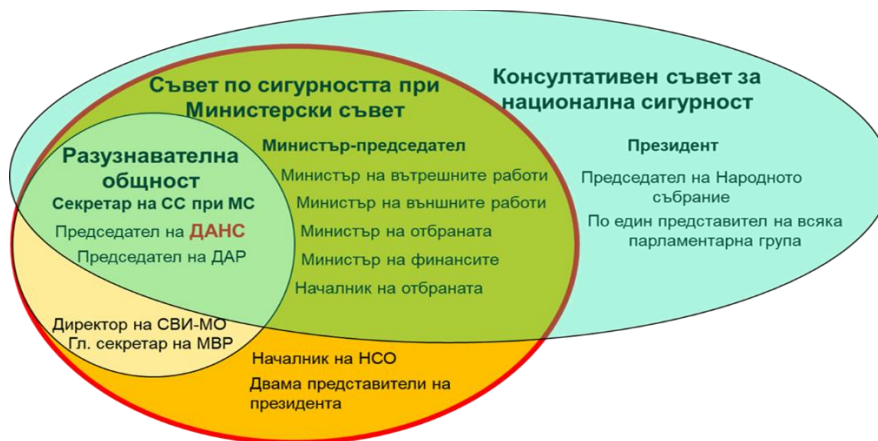 Съвет по сигурността при
Министерски съвет
Консултативен съвет за
национална сигурност
Разузнавателна
общност
Секретар на СС при МС
Председател на ДАНС
Председател на ДАР
Директор на СВИ-МО
Гл. секретар на МВР
Министър-председател
Министър на вътрешните работи
Министър на външните работи
Министър на отбраната
Министър на финансите
Началник на отбраната
Началник на НСО
Двама представители на
президента
Президент
Председател на Народното
събрание
По един представител на всяка
парламентарна група